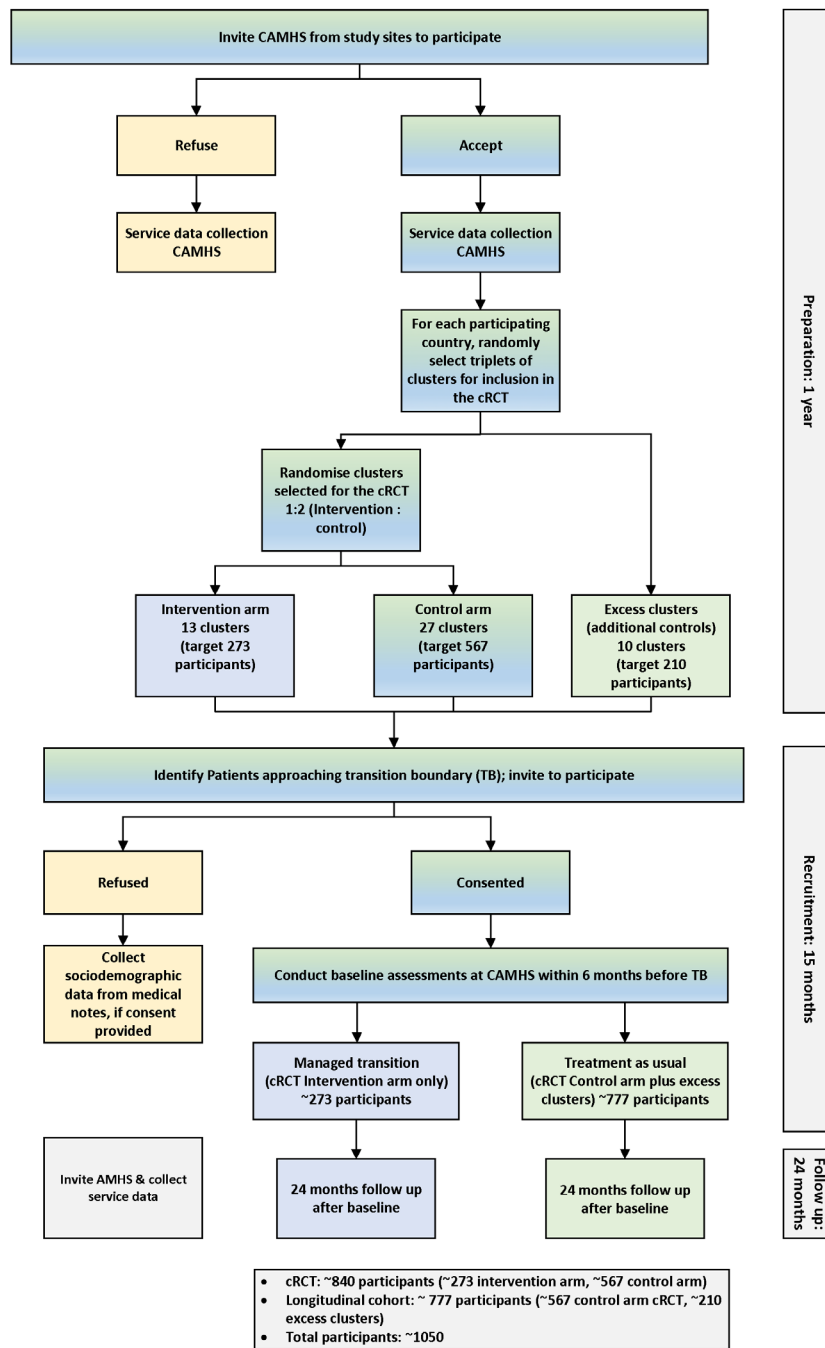 Invite CAMHS from study sites to participate
Refuse
Accept
Service data collection
CAMHS
Service data collection
CAMHS
For each participating
country, randomly
select triplets of
clusters for inclusion in
the cRCT
Randomise clusters
selected for the cRCT
1:2 (Intervention :
control)
Intervention arm
13 clusters
(target 273
participants)
Control arm
27 clusters
(target 567
participants)
Excess clusters
(additional controls)
10 clusters
(target 210
participants)
Preparation: 1 year
Identify Patients approaching transition boundary (TB); invite to participate
Refused
Consented
Collect
sociodemographic
data from medical
notes, if consent
provided
Conduct baseline assessments at CAMHS within 6 months before TB
Managed transition
(cRCT Intervention arm only)
~273 participants
Treatment as usual
(cRCT Control arm plus excess
clusters) ~777 participants
Recruitment: 15 months
Invite AMHS & collect
service data
24 months follow up
after baseline
24 months follow up
after baseline
Follow up:
24 months
• cRCT: ~840 participants (~273 intervention arm, ~567 control arm)
• Longitudinal cohort: ~ 777 participants (~567 control arm cRCT, ~210
excess clusters)
• Total participants: ~1050